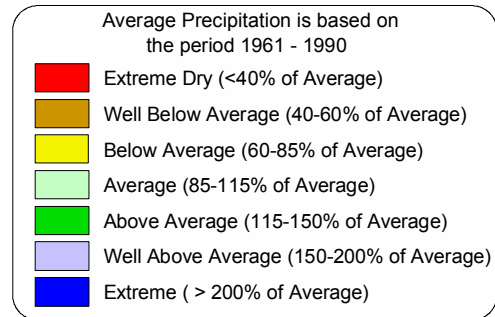 Average Precipitation is based on
the period 1961 - 1990
Extreme Dry (<40% of Average)
Well Below Average (40-60% of Average)
Below Average (60-85% of Average)
Average (85-115% of Average)
Above Average (115-150% of Average)
Well Above Average (150-200% of Average)
Extreme ( > 200% of Average)